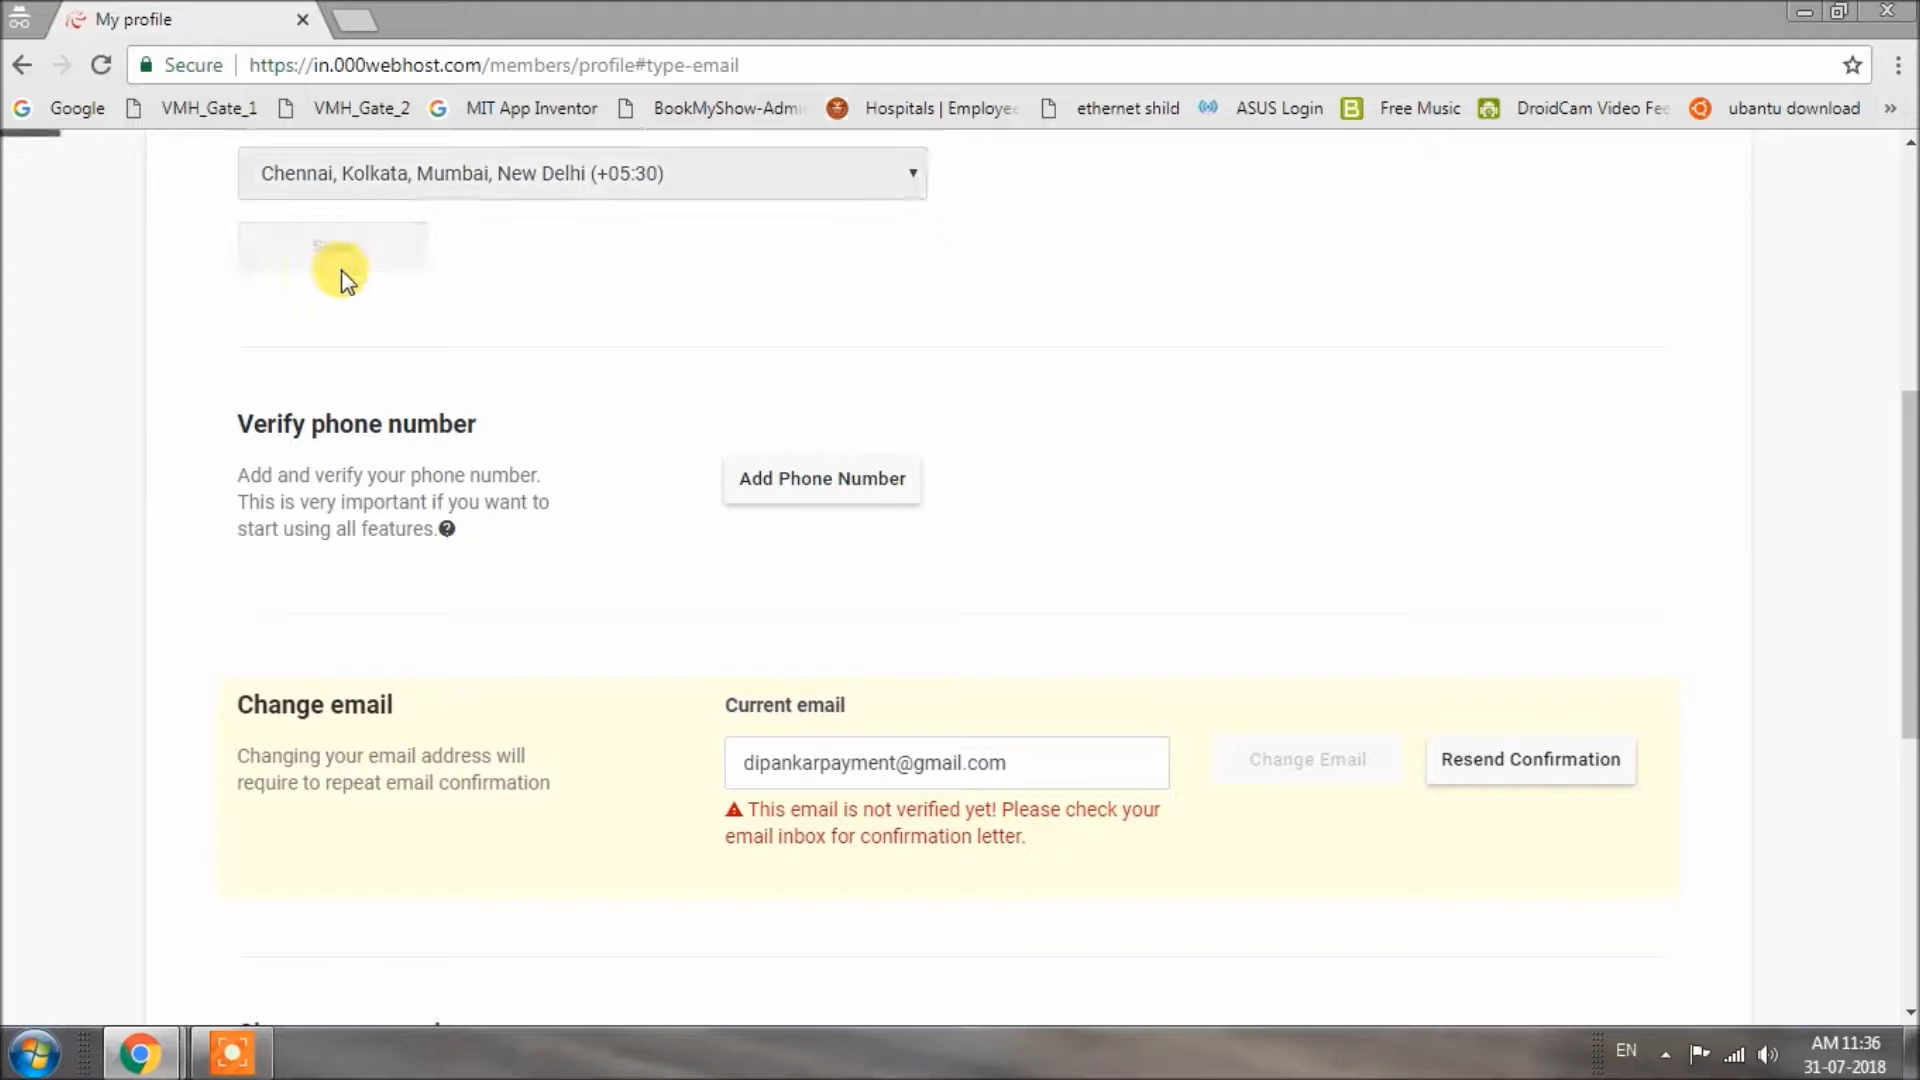 My profile
Secure https://in.000webhost.com/members/profile#type-email
Google VMH_Gate_1 VMH_Gate_2 MIT App Inventor BookMyShow-Admi Hospitals | Employee ethernet shild ASUS Login Free Music DroidCam Video Fee ubantu download »
Chennai, Kolkata, Mumbai, New Delhi (+05:30)
Verify phone number
Add and verify your phone number.
This is very important if you want to
start using all features.
Add Phone Number
Change email
Changing your email address will
require to repeat email confirmation
Current email
dipankarpayment@gmail.com
Change Email
Resend Confirmation
This email is not verified yet! Please check your
email inbox for confirmation letter.
EN
AM 11:36
31-07-2018